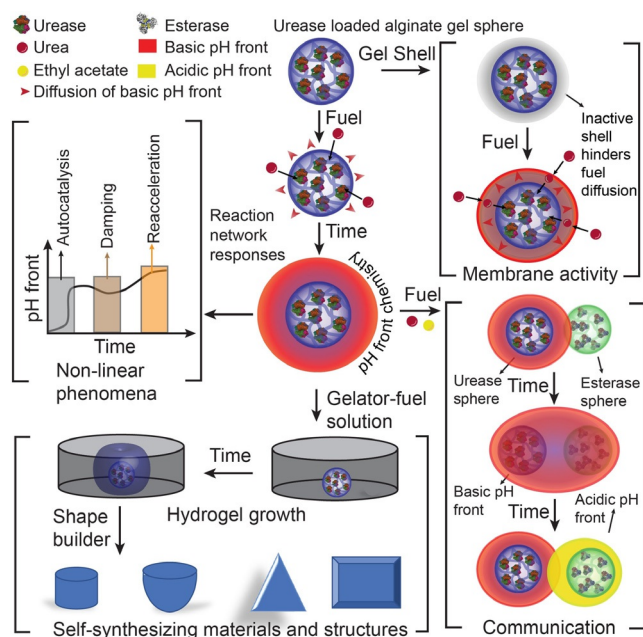 Urease
Esterase
Urea
Basic pH front
Ethyl acetate
Acidic pH front
Diffusion of basic pH front
Urease loaded alginate gel sphere
Gel Shell
Fuel
Fuel
Inactive
shell
hinders
fuel
diffusion
Membrane activity
Time
Reaction
network
responses
pH front chemistry
Autocatalysis
Damping
Reacceleration
pH front
Time
Non-linear
phenomena
Fuel
Urease
sphere
Time
Esterase
sphere
Basic pH
front
Time
Acidic pH
front
Communication
Gelator-fuel
solution
Time
Hydrogel growth
Shape
builder
Self-synthesizing materials and structures